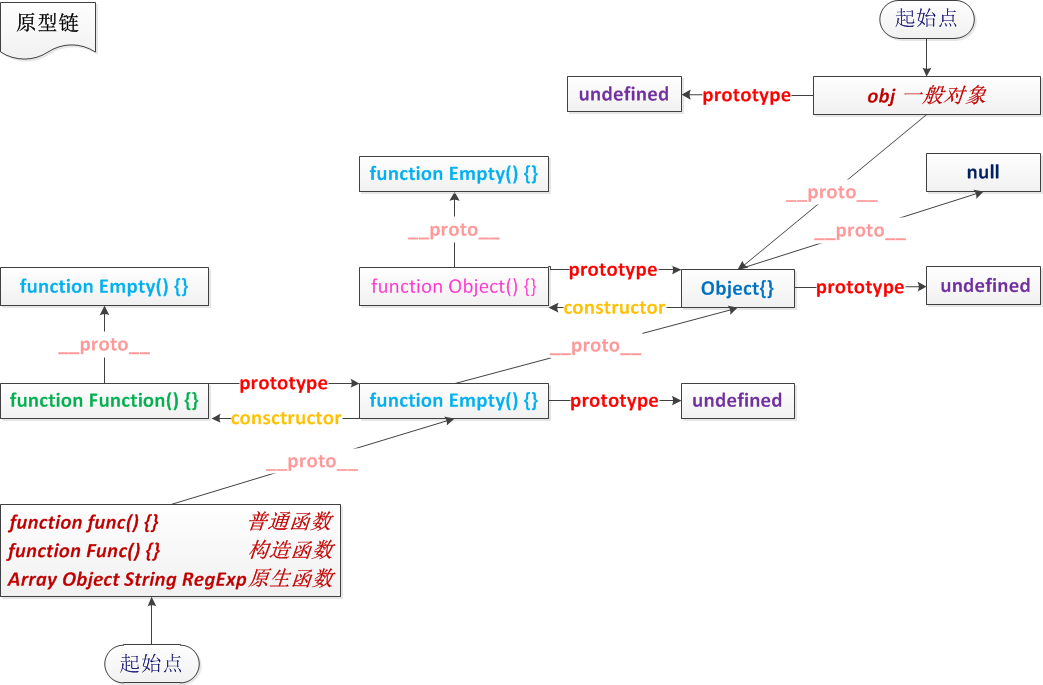 原型链
起始点
undefined
prototype
obj 一般对象
function Empty() {}
null
__proto__
__proto__
__proto__
function Empty() {}
function Object() {}
prototype
constructor
Object{}
prototype
undefined
__proto__
__proto__
function Function() {}
prototype
consctructor
function Empty() {}
prototype
undefined
__proto__
function func() {} 普通函数
function Func() {} 构造函数
Array Object String RegExp 原生函数
起始点